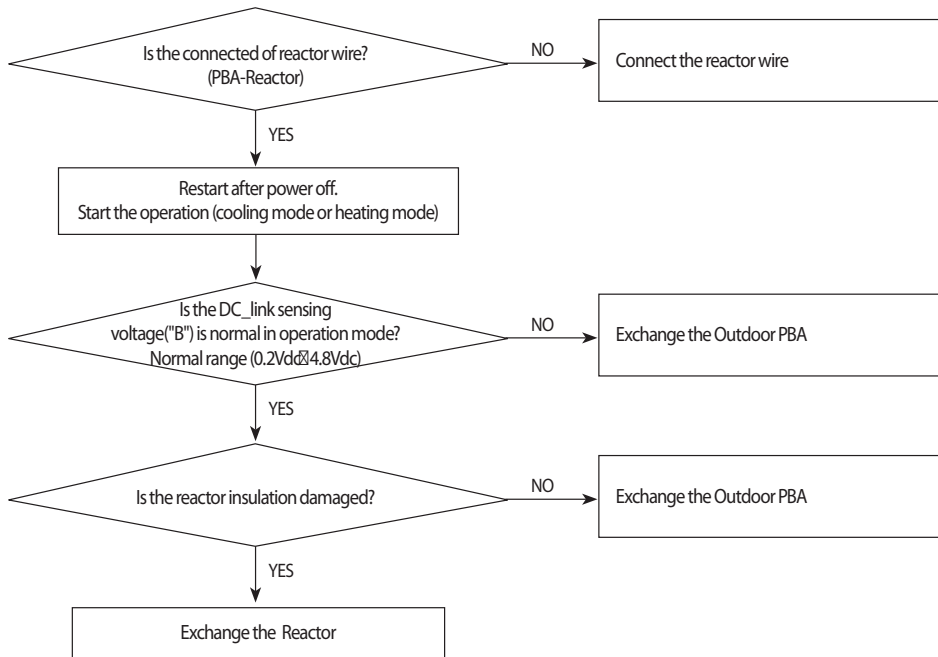 Is the connected of reactor wire?
(PBA-Reactor)
NO
Connect the reactor wire
YES
Restart after power off.
Start the operation (cooling mode or heating mode)
Is the DC_link sensing
voltage("B") is normal in operation mode?
Normal range (0.2Vdc☒4.8Vdc)
NO
Exchange the Outdoor PBA
YES
Is the reactor insulation damaged?
NO
Exchange the Outdoor PBA
YES
Exchange the Reactor